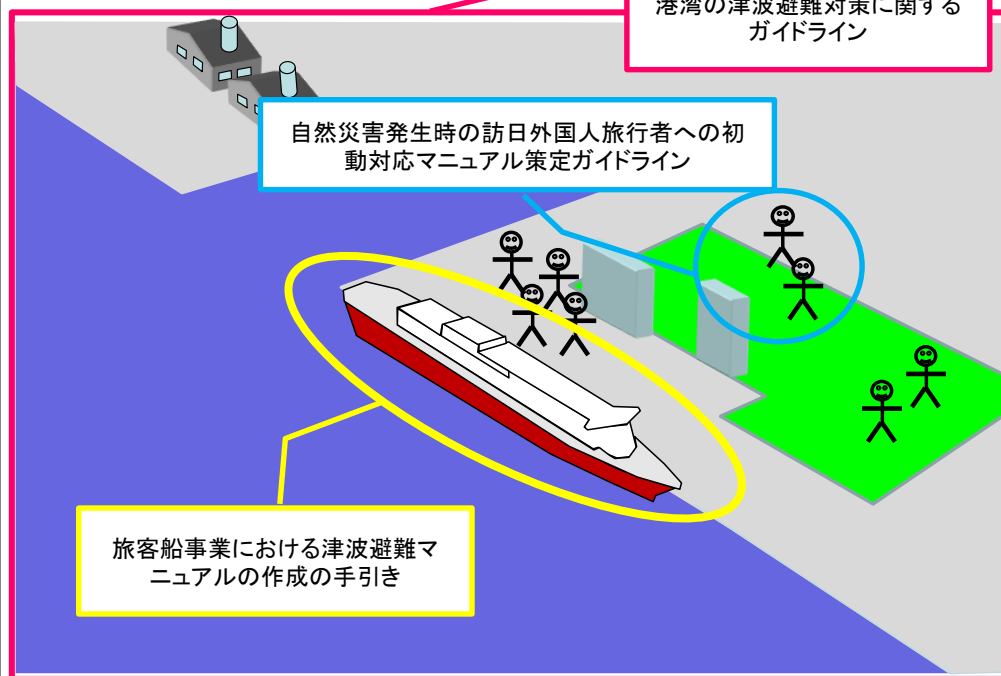 港湾の津波避難対策に関する
ガイドライン
自然災害発生時の訪日外国人旅行者への初
動対応マニュアル策定ガイドライン
旅客船事業における津波避難マ
ニュアルの作成の手引き